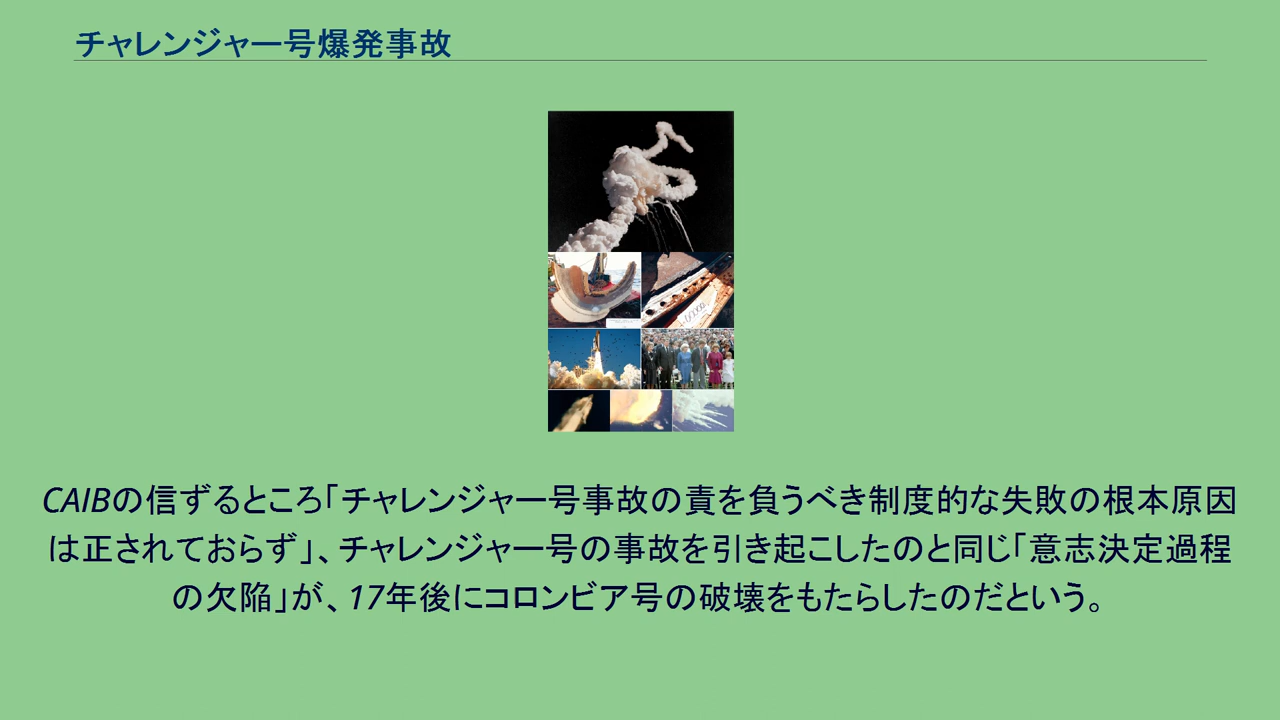 チャレンジャー号爆発事故
CAIBの信ずるところ「チャレンジャー号事故の責を負うべき制度的な失敗の根本原因
は正されておらず」、チャレンジャー号の事故を引き起こしたのと同じ「意志決定過程
の欠陥」が、17年後にコロンビア号の破壊をもたらしたのだという。